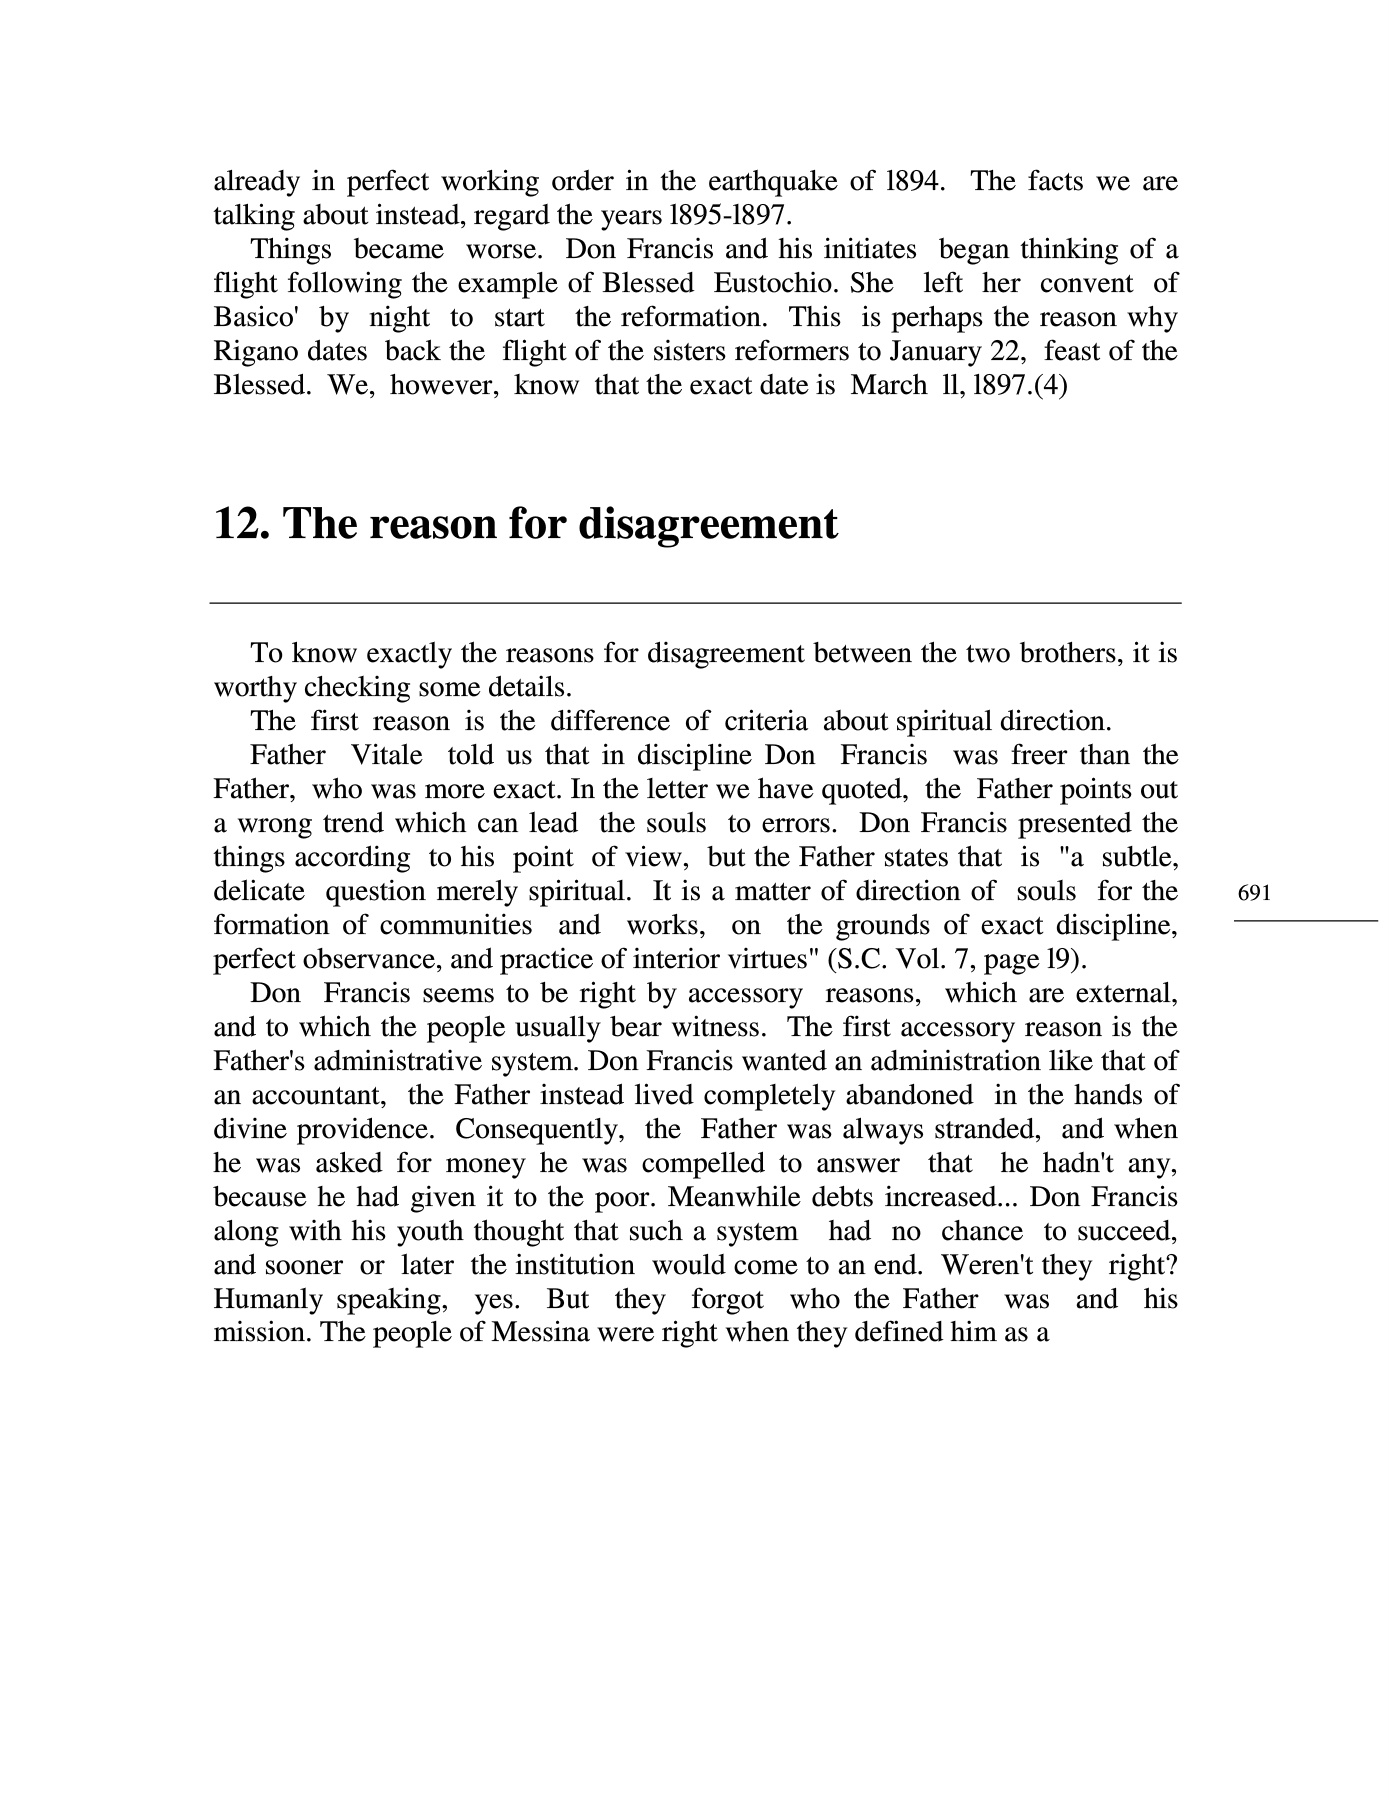 already in perfect working order in the earthquake of 1894. The facts we are
talking about instead, regard the years 1895-1897.
Things became worse. Don Francis and his initiates began thinking of a
flight following the example of Blessed Eustochio. She left her convent of
Basico' by night to start the reformation. This is perhaps the reason why
Rigano dates back the flight of the sisters reformers to January 22, feast of the
Blessed. We, however, know that the exact date is March ll, 1897.(4)
12. The reason for disagreement
To know exactly the reasons for disagreement between the two brothers, it is
worthy checking some details.
The first reason is the difference of criteria about spiritual direction.
Father Vitale told us that in discipline Don Francis was freer than the
Father, who was more exact. In the letter we have quoted, the Father points out
a wrong trend which can lead the souls to errors. Don Francis presented the
things according to his point of view, but the Father states that is "a subtle,
delicate question merely spiritual. It is a matter of direction of souls for the
formation of communities and works, on the grounds of exact discipline,
perfect observance, and practice of interior virtues" (S.C. Vol. 7, page l9).
Don Francis seems to be right by accessory reasons, which are external,
and to which the people usually bear witness. The first accessory reason is the
Father's administrative system. Don Francis wanted an administration like that of
an accountant, the Father instead lived completely abandoned in the hands of
divine providence. Consequently, the Father was always stranded, and when
he was asked for money he was compelled to answer that he hadn't any,
because he had given it to the poor. Meanwhile debts increased... Don Francis
along with his youth thought that such a system had no chance to succeed,
and sooner or later the institution would come to an end. Weren't they right?
Humanly speaking, yes. But they forgot who the Father was and his
mission. The people of Messina were right when they defined him as a
691